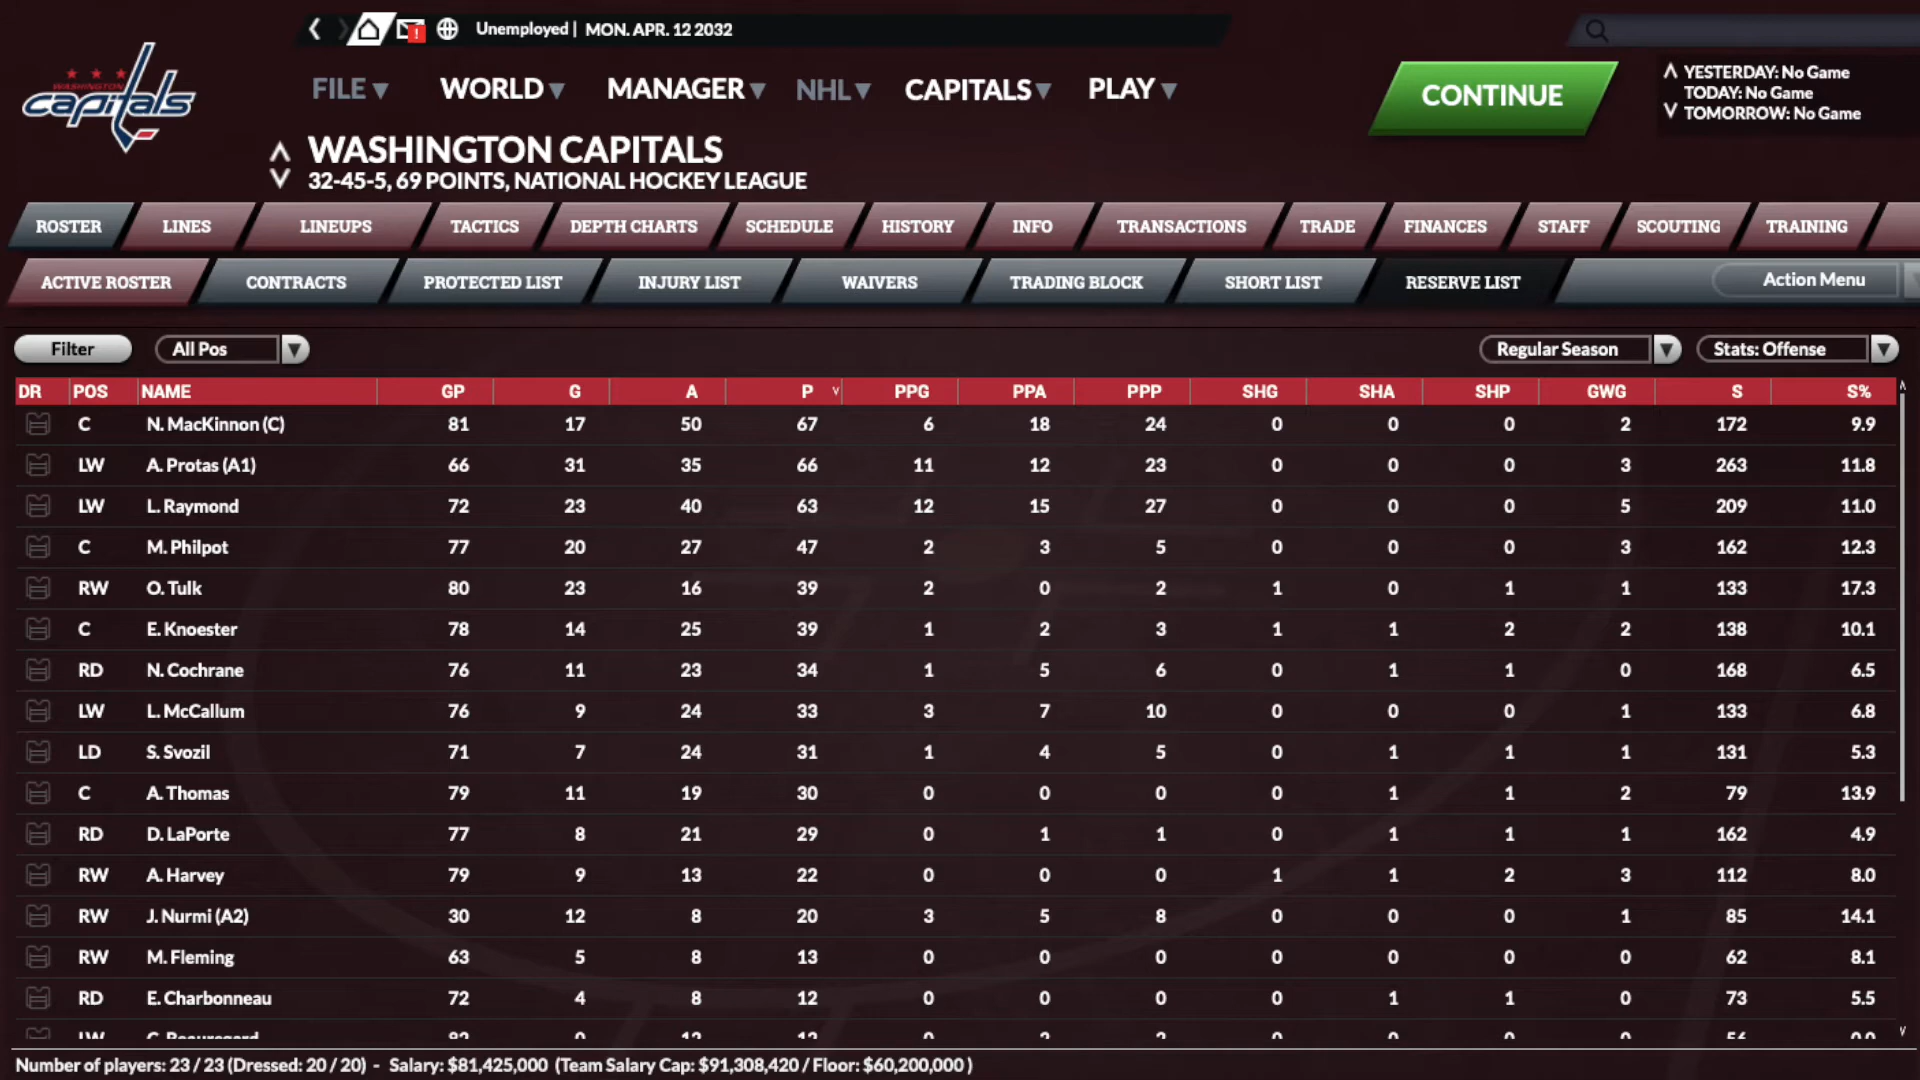 Unemployed | MON. APR. 12 2032
WASHINGTON
capitals
FILE WORLD MANAGER NHL CAPITALS PLAY
CONTINUE
YESTERDAY: No Game
TODAY: No Game
TOMORROW: No Game
WASHINGTON CAPITALS
32-45-5, 69 POINTS, NATIONAL HOCKEY LEAGUE
ROSTER LINES LINEUPS TACTICS DEPTH CHARTS SCHEDULE HISTORY INFO TRANSACTIONS TRADE FINANCES STAFF SCOUTING TRAINING
ACTIVE ROSTER CONTRACTS PROTECTED LIST INJURY LIST WAIVERS TRADING BLOCK SHORT LIST RESERVE LIST Action Menu
Filter All Pos Regular Season Stats: Offense
DR POS NAME GP G A P PPG PPA PPP SHG SHA SHP GWG S S%
C N. MacKinnon (C) 81 17 50 67 6 18 24 0 0 0 2 172 9.9
LW A. Protas (A1) 66 31 35 66 11 12 23 0 0 0 3 263 11.8
LW L. Raymond 72 23 40 63 12 15 27 0 0 0 5 209 11.0
C M. Philpot 77 20 27 47 2 3 5 0 0 0 3 162 12.3
RW O. Tulk 80 23 16 39 2 0 2 1 0 1 1 133 17.3
C E. Knoester 78 14 25 39 1 2 3 1 1 2 2 138 10.1
RD N. Cochrane 76 11 23 34 1 5 6 0 1 1 0 168 6.5
LW L. McCallum 76 9 24 33 3 7 10 0 0 0 1 133 6.8
LD S. Svozil 71 7 24 31 1 4 5 0 1 1 1 131 5.3
C A. Thomas 79 11 19 30 0 0 0 0 1 1 2 79 13.9
RD D. LaPorte 77 8 21 29 0 1 1 0 1 1 1 162 4.9
RW A. Harvey 79 9 13 22 0 0 0 1 1 2 3 112 8.0
RW J. Nurmi (A2) 30 12 8 20 3 5 8 0 0 0 1 85 14.1
RW M. Fleming 63 5 8 13 0 0 0 0 0 0 0 62 8.1
RD E. Charbonneau 72 4 8 12 0 0 0 0 1 1 0 73 5.5
LW
Number of players: 23 / 23 (Dressed: 20 / 20) - Salary: $81,425,000 (Team Salary Cap: $91,308,420 / Floor: $60,200,000 )